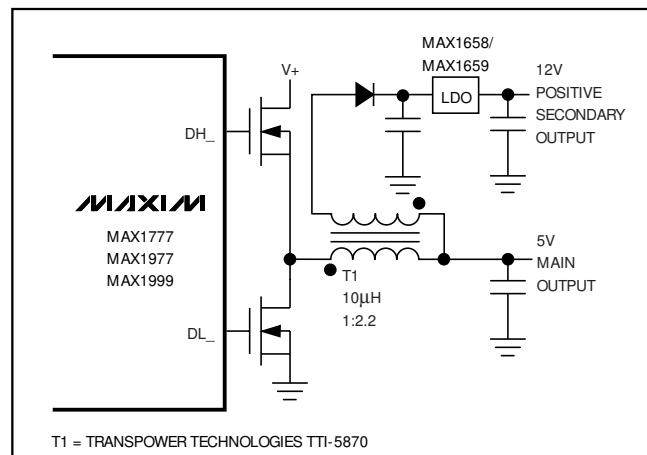 MAX1658/
MAX1659
V+
LDO
12V
POSITIVE
SECONDARY
OUTPUT
DH_
MAXIM
MAX1777
MAX1977
MAX1999
T1
10μH
1:2.2
5V
MAIN
OUTPUT
DL_
T1 = TRANSPOWER TECHNOLOGIES TTI-5870